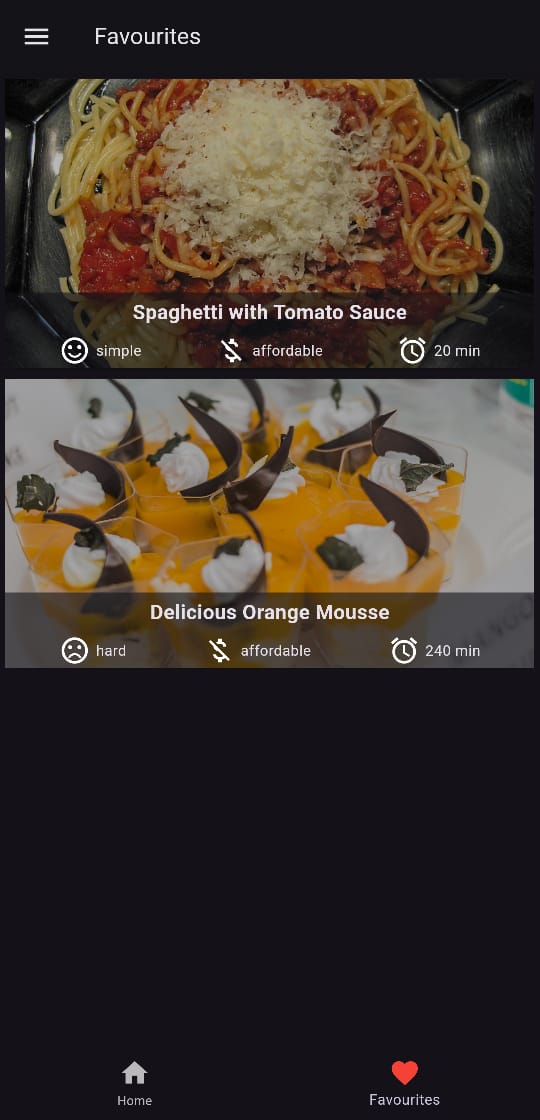 Favourites
Spaghetti with Tomato Sauce
simple affordable 20 min
Delicious Orange Mousse
hard affordable 240 min
Home Favourites